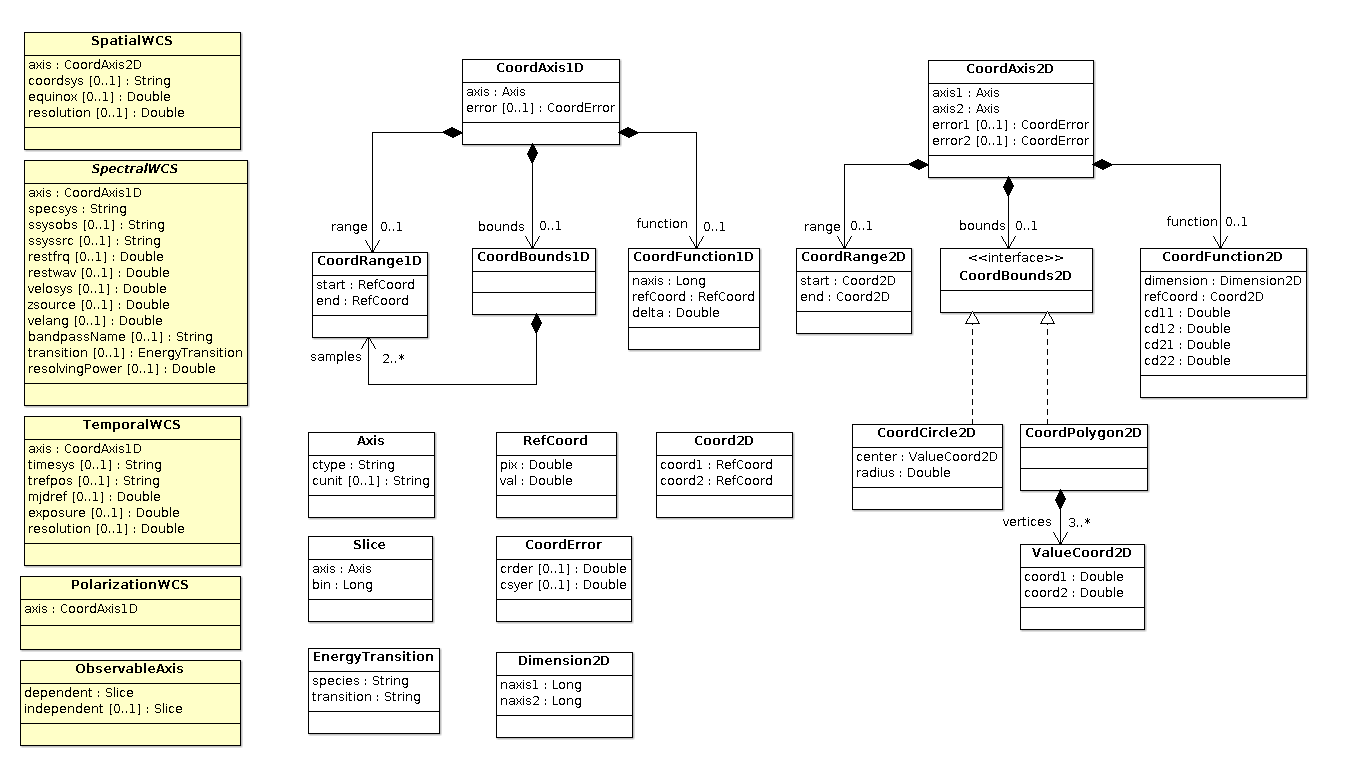 SpatialWCS
axis : CoordAxis2D
coordsys [0..1] : String
equinox [0..1] : Double
resolution [0..1] : Double
SpectralWCS
axis : CoordAxis1D
specsys : String
ssysobs [0..1] : String
ssyssrc [0..1] : String
restfrq [0..1] : Double
restwav [0..1] : Double
velosys [0..1] : Double
zsource [0..1] : Double
velang [0..1] : Double
bandpassName [0..1] : String
transition [0..1] : EnergyTransition
resolvingPower [0..1] : Double
TemporalWCS
axis : CoordAxis1D
timesys [0..1] : String
trefpos [0..1] : String
mjdref [0..1] : Double
exposure [0..1] : Double
resolution [0..1] : Double
PolarizationWCS
axis : CoordAxis1D
ObservableAxis
dependent : Slice
independent [0..1] : Slice
CoordAxis1D
axis : Axis
error [0..1] : CoordError
range 0..1
bounds 0..1
function 0..1
CoordRange1D
start : RefCoord
end : RefCoord
CoordBounds1D
CoordFunction1D
naxis : Long
refCoord : RefCoord
delta : Double
samples 2..*
CoordAxis2D
axis1 : Axis
axis2 : Axis
error1 [0..1] : CoordError
error2 [0..1] : CoordError
range 0..1
bounds 0..1
function 0..1
CoordRange2D
start : Coord2D
end : Coord2D
<<interface>>
CoordBounds2D
CoordFunction2D
dimension : Dimension2D
refCoord : Coord2D
cd11 : Double
cd12 : Double
cd21 : Double
cd22 : Double
Axis
ctype : String
cunit [0..1] : String
RefCoord
pix : Double
val : Double
Coord2D
coord1 : RefCoord
coord2 : RefCoord
CoordCircle2D
center : ValueCoord2D
radius : Double
CoordPolygon2D
vertices 3..*
ValueCoord2D
coord1 : Double
coord2 : Double
Slice
axis : Axis
bin : Long
CoordError
crder [0..1] : Double
csyer [0..1] : Double
EnergyTransition
species : String
transition : String
Dimension2D
naxis1 : Long
naxis2 : Long